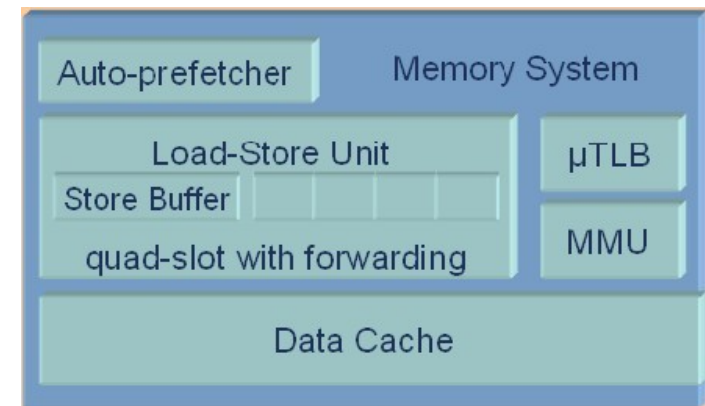 Auto-prefetcher
Memory System
Load-Store Unit
µTLB
Store Buffer
quad-slot with forwarding
MMU
Data Cache